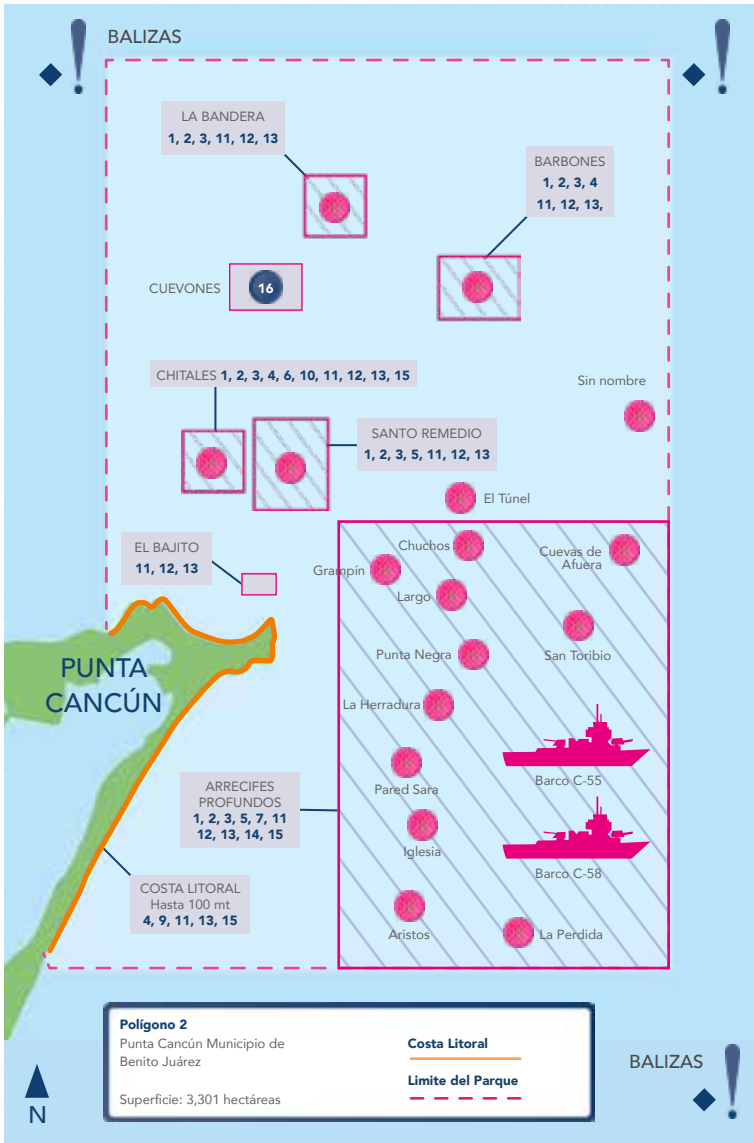 BALIZAS
LA BANDERA
1, 2, 3, 11, 12, 13
BARBONES
1, 2, 3, 4
11, 12, 13,
CUEVONES
16
CHITALES 1, 2, 3, 4, 6, 10, 11, 12, 13, 15
Sin nombre
SANTO REMEDIO
1, 2, 3, 5, 11, 12, 13
El Túnel
EL BAJITO
11, 12, 13
Chuchos
Cuevas de
Afuera
Grampín
Largo
Punta Negra
San Toribio
PUNTA
CANCÚN
La Herradura
Pared Sara
Barco C-55
ARRECIFES
PROFUNDOS
1, 2, 3, 5, 7, 11
12, 13, 14, 15
Iglesia
Barco C-58
COSTA LITORAL
Hasta 100 mt
4, 9, 11, 13, 15
Aristos
La Perdida
Polígono 2
Punta Cancún Municipio de
Benito Juárez
Superficie: 3,301 hectáreas
Costa Litoral
Limite del Parque
BALIZAS
N